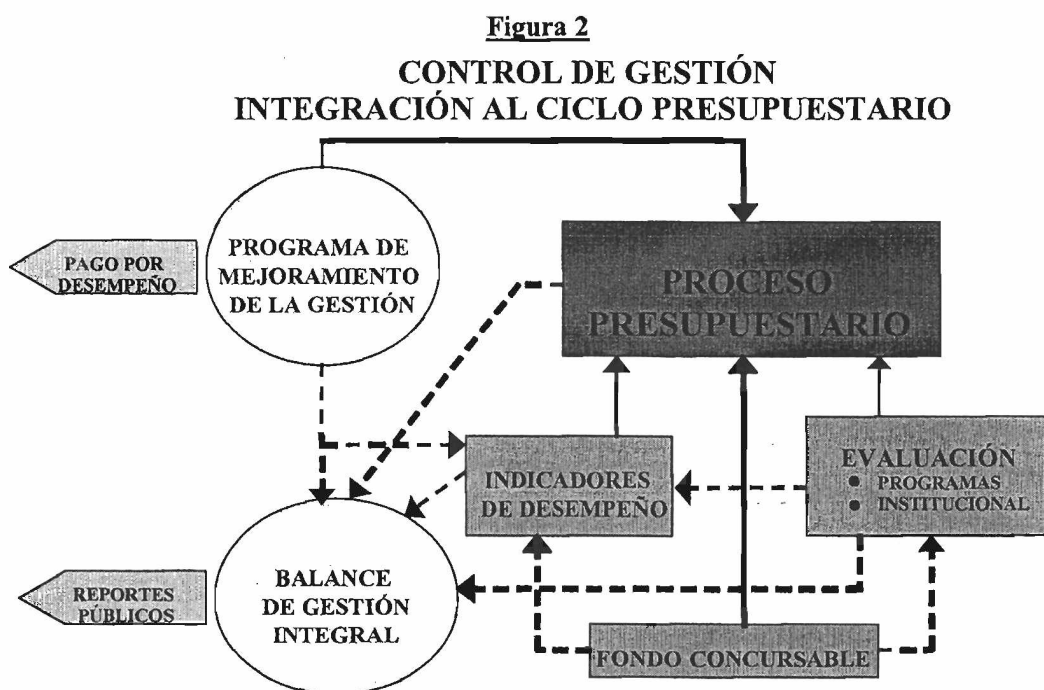 Figura 2
CONTROL DE GESTIÓN
INTEGRACIÓN AL CICLO PRESUPUESTARIO
PAGO POR
DESEMPEÑO
PROGRAMA DE
MEJORAMIENTO
DE LA GESTIÓN
PROCESO
PRESUPUESTARIO
INDICADORES
DE DESEMPEÑO
EVALUACIÓN
• PROGRAMAS
• INSTITUCIONAL
REPORTES
PÚBLICOS
BALANCE
DE GESTIÓN
INTEGRAL
FONDO CONCURSABLE